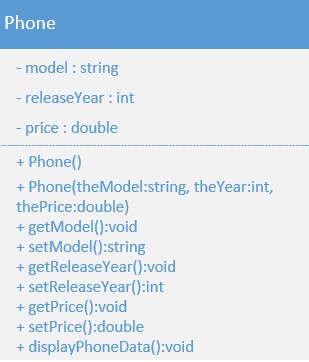 Phone
- model : string
- releaseYear : int
- price : double
+ Phone()
+ Phone(theModel:string, theYear:int,
thePrice:double)
+ getModel():void
+ setModel():string
+ getReleaseYear():void
+ setReleaseYear():int
+ getPrice():void
+ setPrice():double
+ displayPhoneData():void